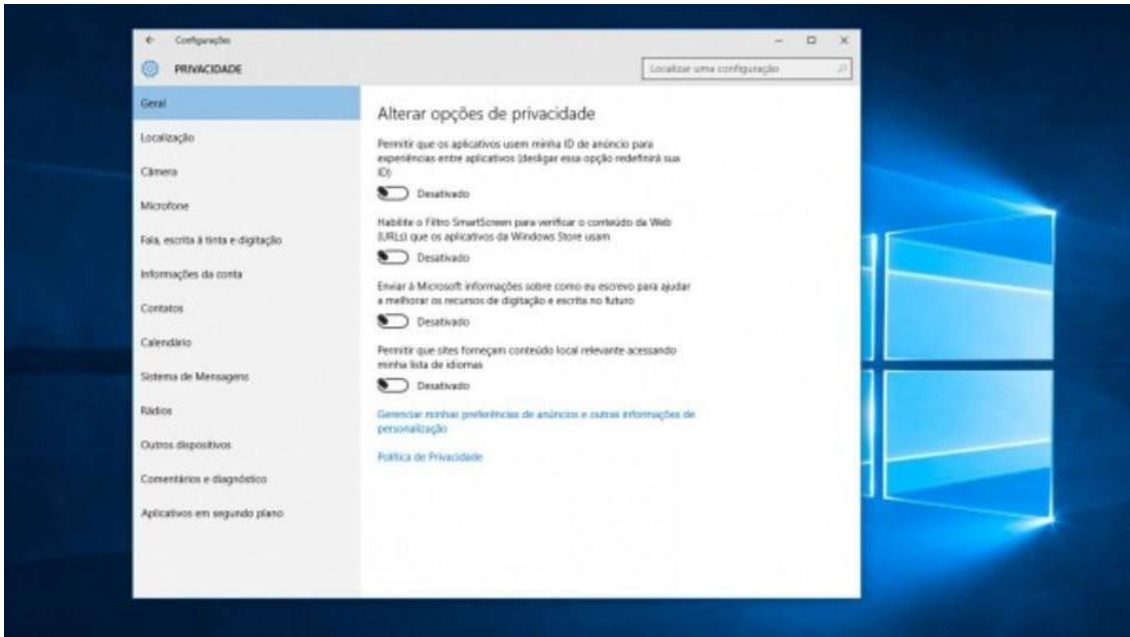 Configurações
PRIVACIDADE
Localizar uma configuração
Geral
Localização
Câmera
Microfone
Fala, escrita à tinta e digitação
Informações da conta
Contatos
Calendário
Sistema de Mensagens
Rádios
Outros dispositivos
Comentários e diagnóstico
Aplicativos em segundo plano
Alterar opções de privacidade
Permitir que os aplicativos usem minha ID de anúncio para
experiências entre aplicativos (desligar essa opção redefinirá sua
ID)
Desativado
Habilite o Filtro SmartScreen para verificar o conteúdo da Web
(URLs) que os aplicativos da Windows Store usam
Desativado
Enviar à Microsoft informações sobre como eu escrevo para ajudar
a melhorar os recursos de digitação e escrita no futuro
Desativado
Permitir que sites forneçam conteúdo local relevante acessando
minha lista de idiomas
Desativado
Gerenciar minhas preferências de anúncios e outras informações de
personalização
Política de Privacidade